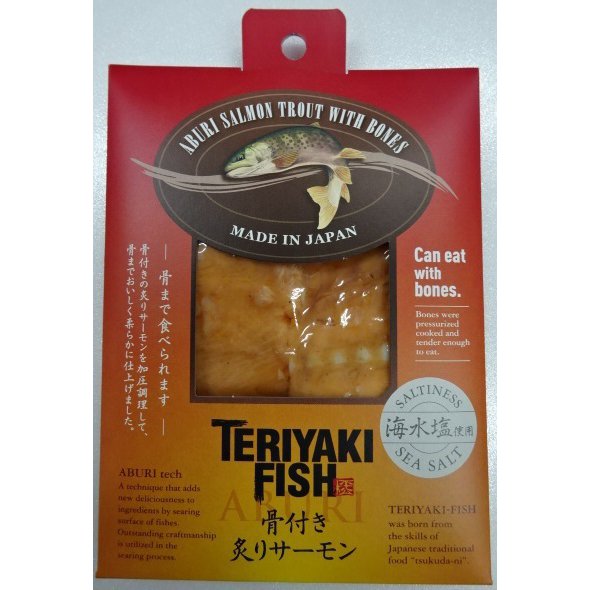 ABURI SALMON TROUT WITH BONES
MADE IN JAPAN
骨まで食べられます
骨付きの炙りサーモンを加圧調理して、
骨までおいしく柔らかに仕上げました。
Can eat
with
bones.
Bones were
pressurized
cooked and
tender enough
to eat.
SALTINESS
海水塩使用
SEA SALT
TERIYAKI
FISH
ABURI
骨付き
炙りサーモン
ABURI tech
A technique that adds
new deliciousness to
ingredients by searing
surface of fishes.
Outstanding craftmanship
is utilized in the
searing process.
TERIYAKI-FISH
was born from
the skills of
Japanese traditional
food "tsukuda-ni".